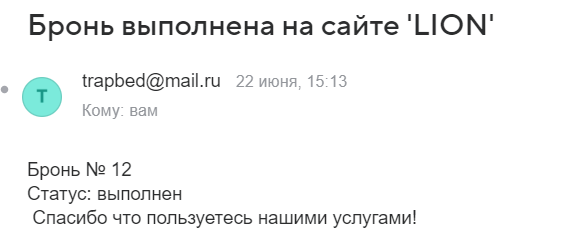 Бронь выполнена на сайте 'LION'
Т
trapbed@mail.ru 22 июня, 15:13
Кому: вам
Бронь № 12
Статус: выполнен
Спасибо что пользуетесь нашими услугами!